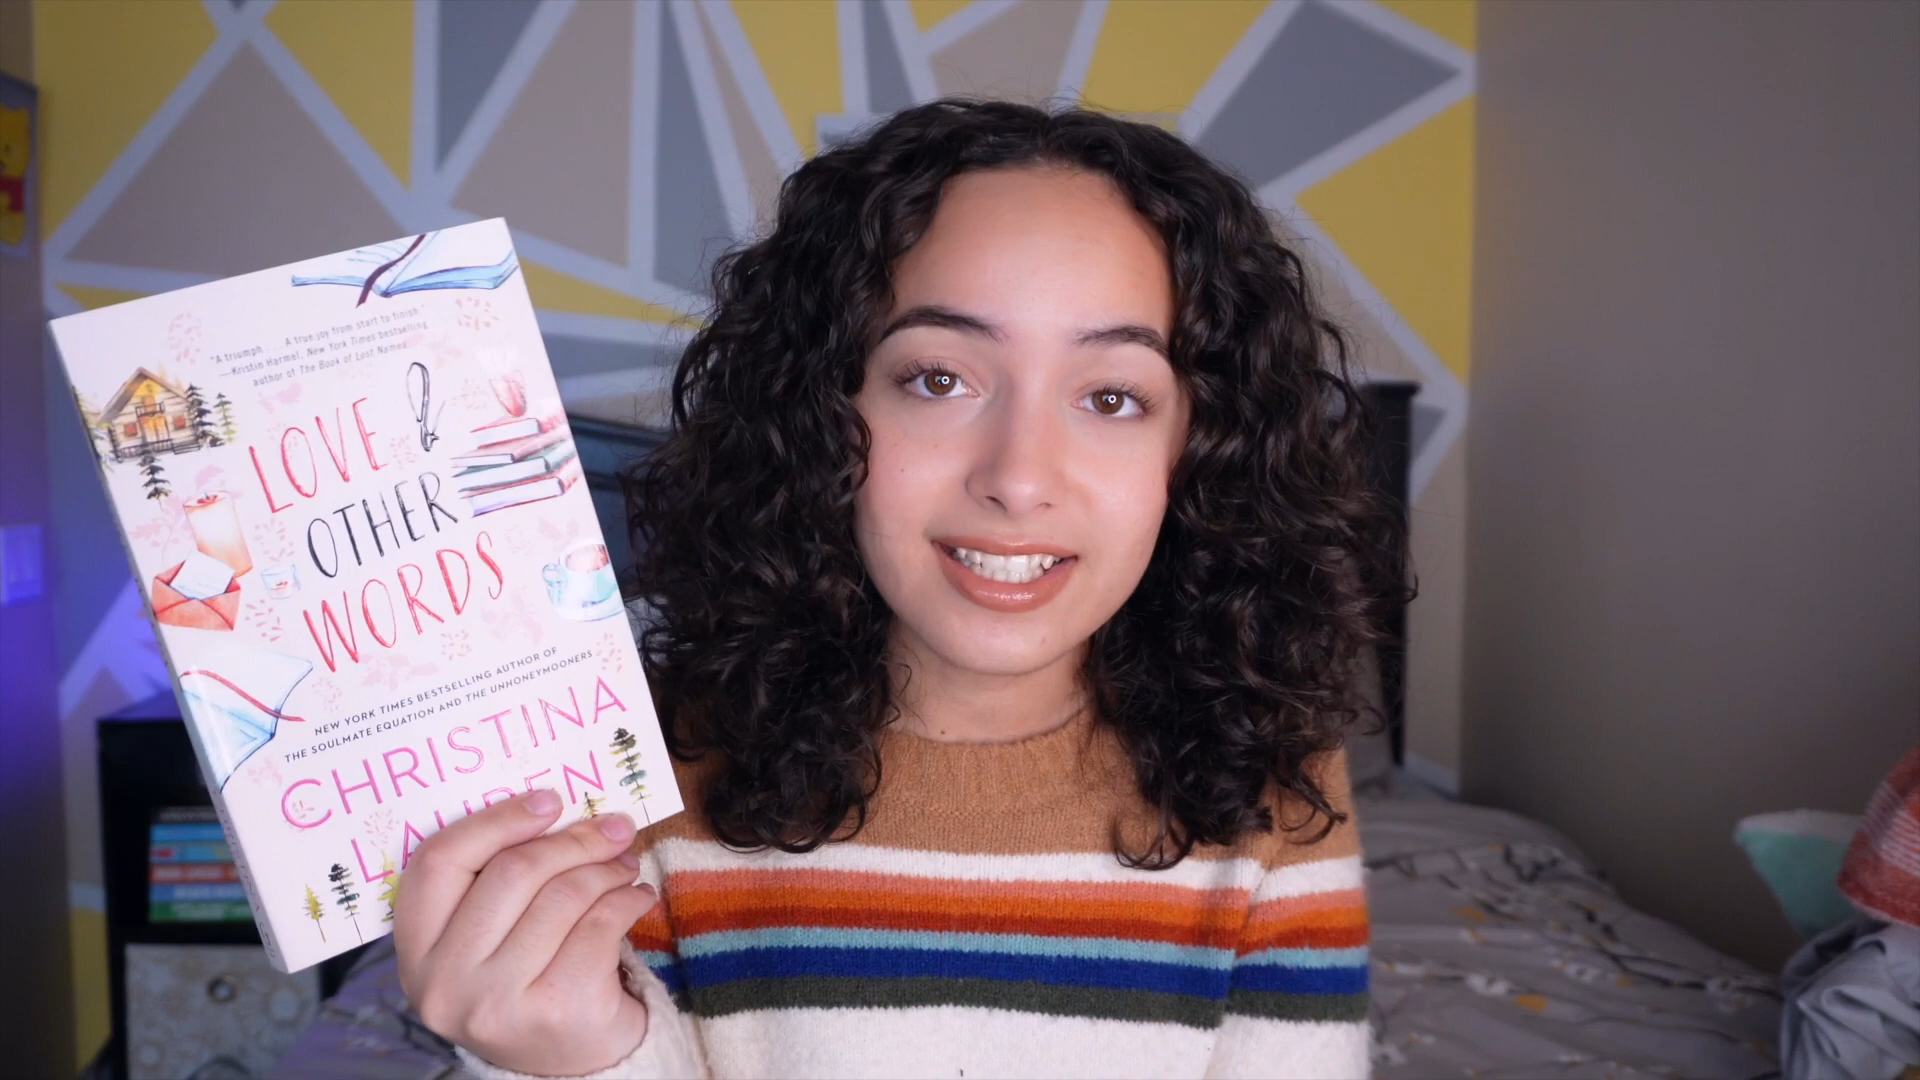 "A triumph . . . A true joy from start to finish."
—Kristin Harmel, New York Times bestselling
author of The Book of Lost Names
LOVE &
OTHER
WORDS
NEW YORK TIMES BESTSELLING AUTHOR OF
THE SOULMATE EQUATION AND THE UNHONEYMOONERS
CHRISTINA
LAUREN